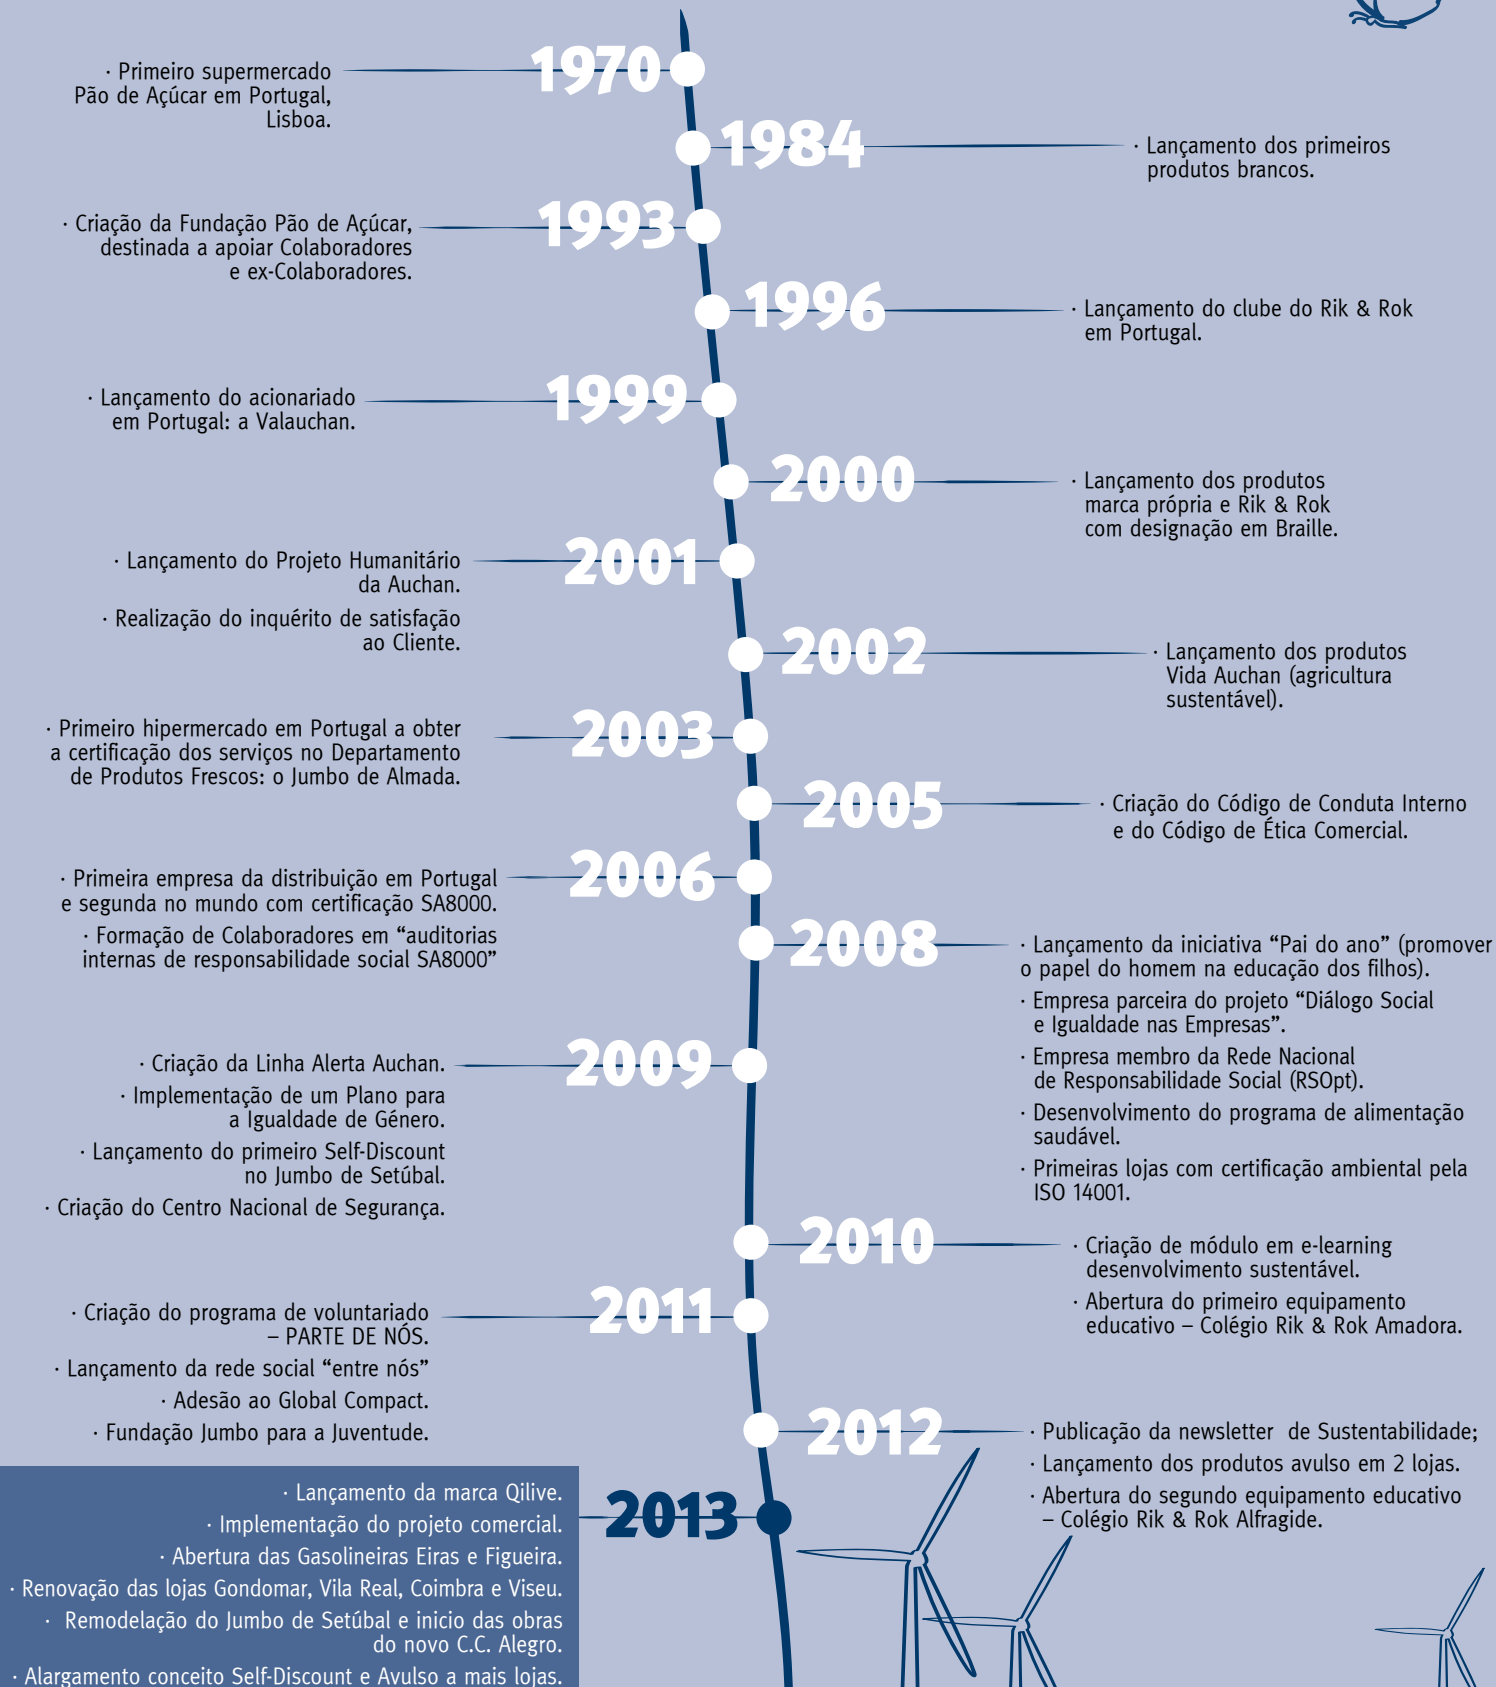 1970
· Primeiro supermercado
Pão de Açúcar em Portugal,
Lisboa.
1984
· Lançamento dos primeiros
produtos brancos.
1993
· Criação da Fundação Pão de Açúcar,
destinada a apoiar Colaboradores
e ex-Colaboradores.
1996
· Lançamento do clube do Rik & Rok
em Portugal.
1999
· Lançamento do acionariado
em Portugal: a Valauchan.
2000
· Lançamento dos produtos
marca própria e Rik & Rok
com designação em Braille.
2001
· Lançamento do Projeto Humanitário
da Auchan.
· Realização do inquérito de satisfação
ao Cliente.
2002
· Lançamento dos produtos
Vida Auchan (agricultura
sustentável).
2003
· Primeiro hipermercado em Portugal a obter
a certificação dos serviços no Departamento
de Produtos Frescos: o Jumbo de Almada.
2005
· Criação do Código de Conduta Interno
e do Código de Ética Comercial.
2006
· Primeira empresa da distribuição em Portugal
e segunda no mundo com certificação SA8000.
· Formação de Colaboradores em “auditorias
internas de responsabilidade social SA8000”
2008
· Lançamento da iniciativa “Pai do ano” (promover
o papel do homem na educação dos filhos).
· Empresa parceira do projeto “Diálogo Social
e Igualdade nas Empresas”.
· Empresa membro da Rede Nacional
de Responsabilidade Social (RSOpt).
· Desenvolvimento do programa de alimentação
saudável.
· Primeiras lojas com certificação ambiental pela
ISO 14001.
2009
· Criação da Linha Alerta Auchan.
· Implementação de um Plano para
a Igualdade de Género.
· Lançamento do primeiro Self-Discount
no Jumbo de Setúbal.
· Criação do Centro Nacional de Segurança.
2010
· Criação de módulo em e-learning
desenvolvimento sustentável.
· Abertura do primeiro equipamento
educativo – Colégio Rik & Rok Amadora.
2011
· Criação do programa de voluntariado
– PARTE DE NÓS.
· Lançamento da rede social “entre nós”
· Adesão ao Global Compact.
· Fundação Jumbo para a Juventude.
2012
· Publicação da newsletter de Sustentabilidade;
· Lançamento dos produtos avulso em 2 lojas.
· Abertura do segundo equipamento educativo
– Colégio Rik & Rok Alfragide.
2013
· Lançamento da marca Qilive.
· Implementação do projeto comercial.
· Abertura das Gasolineiras Eiras e Figueira.
· Renovação das lojas Gondomar, Vila Real, Coimbra e Viseu.
· Remodelação do Jumbo de Setúbal e inicio das obras
do novo C.C. Alegro.
· Alargamento conceito Self-Discount e Avulso a mais lojas.